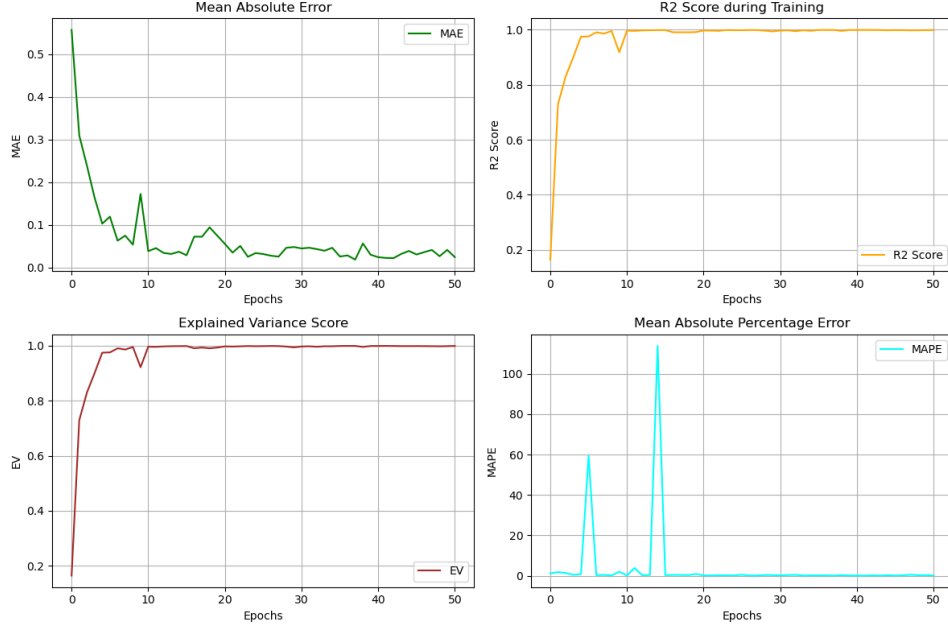 Mean Absolute Error
MAE
0.5
0.4
0.3
0.2
0.1
0.0
MAE
0 10 20 30 40 50
Epochs
R2 Score during Training
R2 Score
1.0
0.8
0.6
0.4
0.2
R2 Score
0 10 20 30 40 50
Epochs
Explained Variance Score
1.0
0.8
0.6
0.4
0.2
EV
EV
0 10 20 30 40 50
Epochs
Mean Absolute Percentage Error
MAPE
100
80
60
40
20
0
MAPE
0 10 20 30 40 50
Epochs